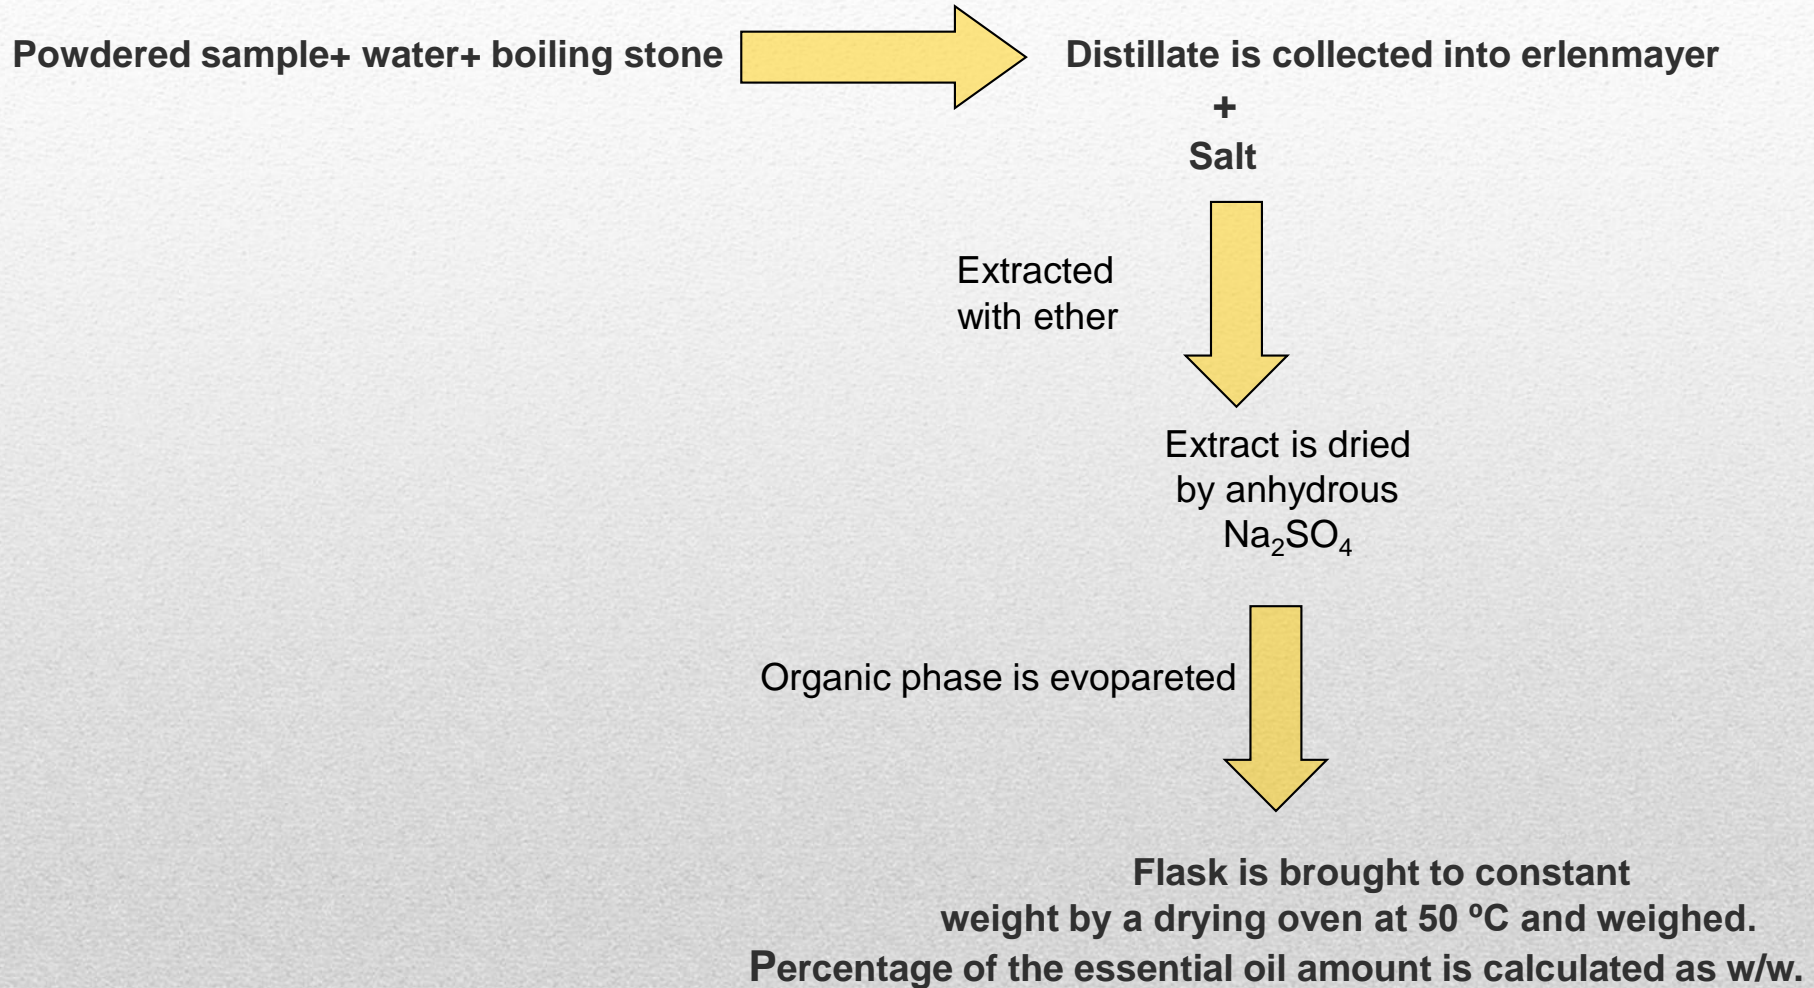 Powdered sample+ water+ boiling stone
Distillate is collected into erlenmayer
+
Salt
Extracted
with ether
Extract is dried
by anhydrous
Na₂SO₄
Organic phase is evopareted
Flask is brought to constant
weight by a drying oven at 50 ºC and weighed.
Percentage of the essential oil amount is calculated as w/w.